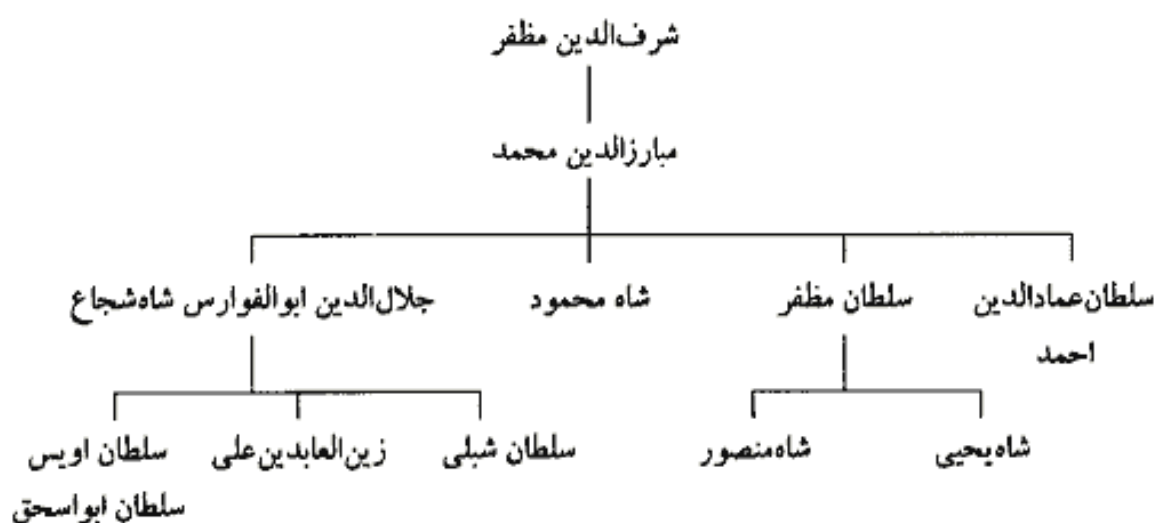 شرف‌الدین مظفر
مبارزالدین محمد
سلطان‌عمادالدین احمد
سلطان مظفر
شاه محمود
جلال‌الدین ابوالفوارس شاه‌شجاع
شاه‌یحیی
شاه‌منصور
سلطان شبلی
زین‌العابدین‌علی
سلطان اویس
سلطان ابواسحق